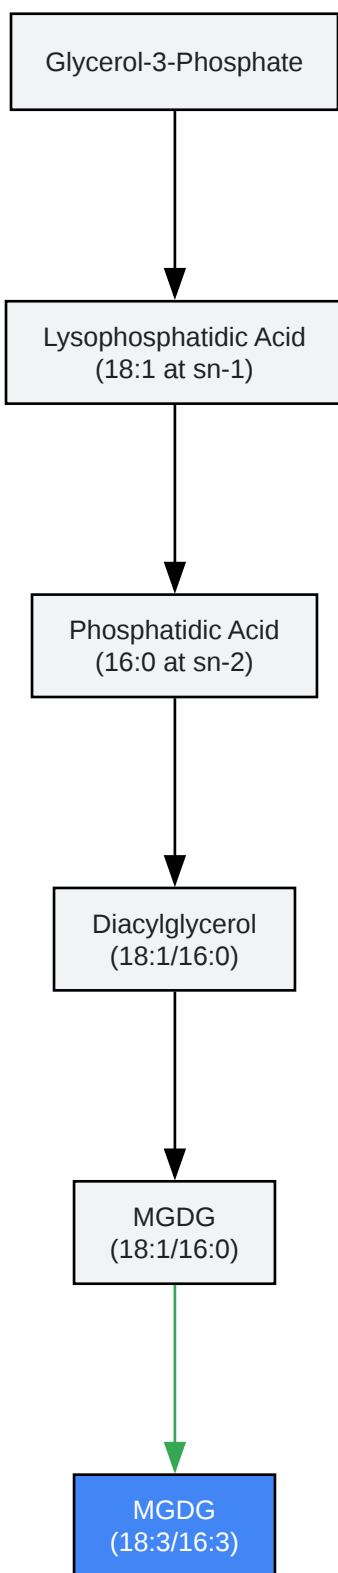 Glycerol-3-Phosphate
Lysophosphatidic Acid
(18:1 at sn-1)
Phosphatidic Acid
(16:0 at sn-2)
Diacylglycerol
(18:1/16:0)
MGDG
(18:1/16:0)
MGDG
(18:3/16:3)